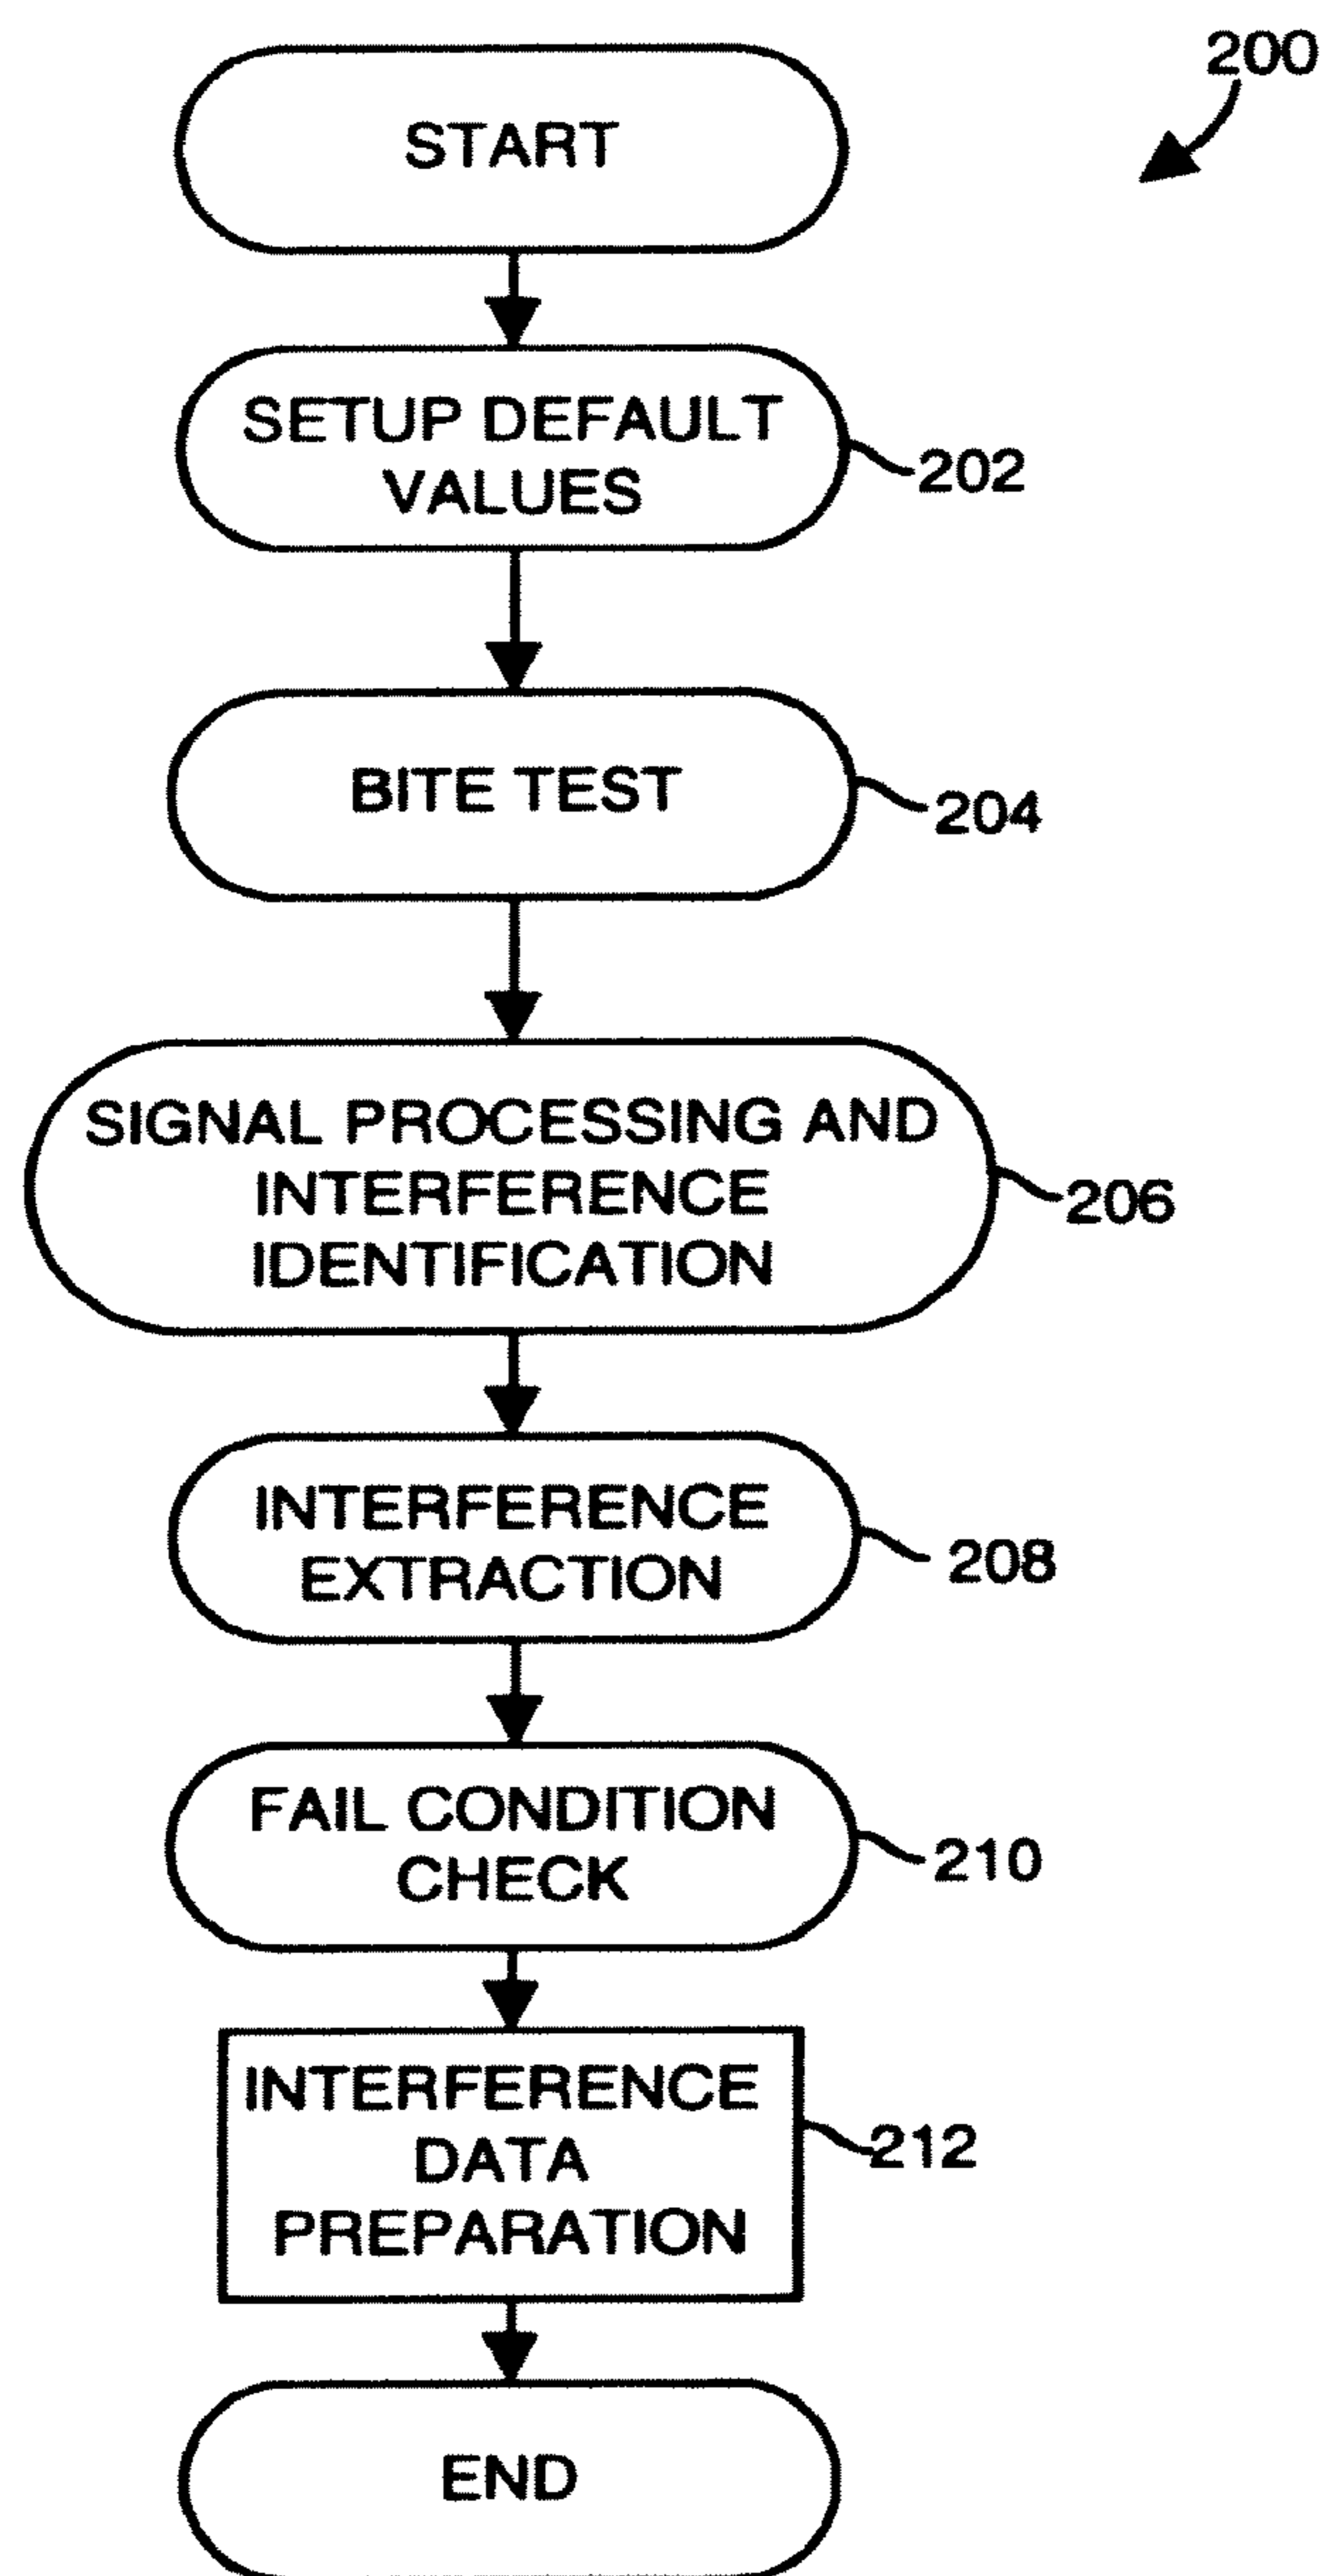 200
START
SETUP DEFAULT
VALUES
202
BITE TEST
204
SIGNAL PROCESSING AND
INTERFERENCE
IDENTIFICATION
206
INTERFERENCE
EXTRACTION
208
FAIL CONDITION
CHECK
210
INTERFERENCE
DATA
PREPARATION
212
END